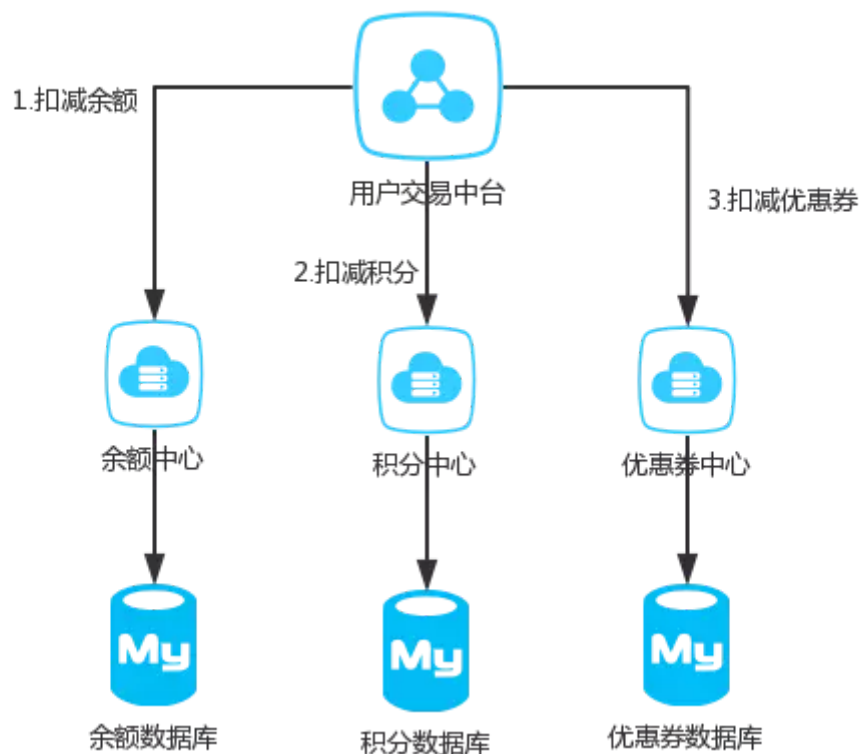 1.扣减余额
用户交易中台
3.扣减优惠券
2.扣减积分
余额中心
积分中心
优惠券中心
My
My
My
余额数据库
积分数据库
优惠券数据库